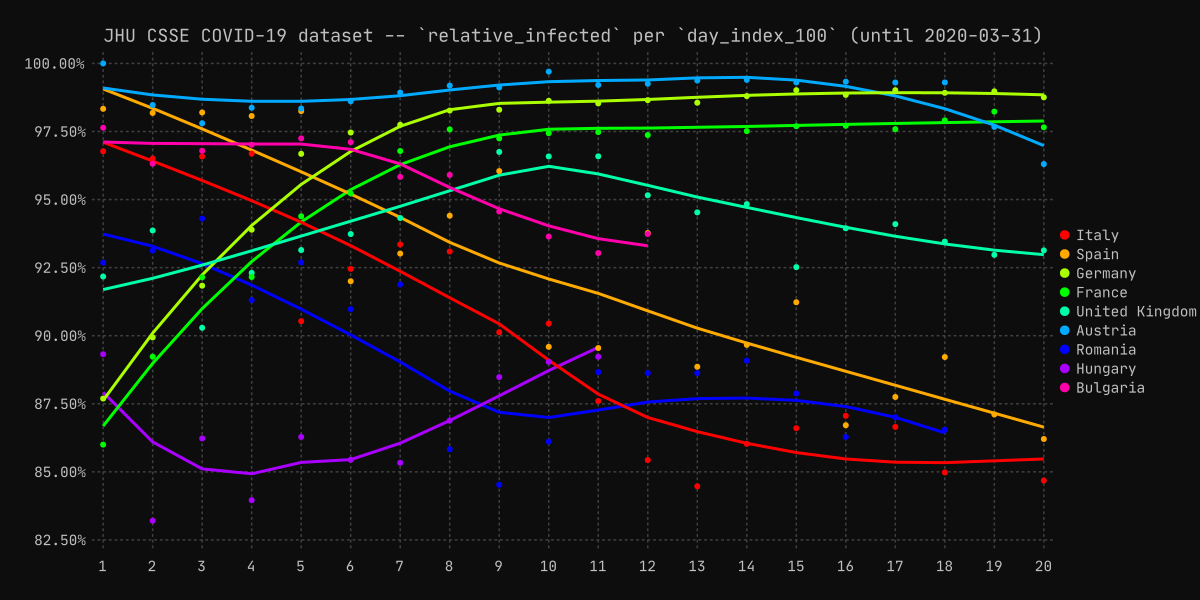 JHU CSSE COVID-19 dataset -- `relative_infected` per `day_index_100` (until 2020-03-31)
100.00%
97.50%
95.00%
92.50%
90.00%
87.50%
85.00%
82.50%
1 2 3 4 5 6 7 8 9 10 11 12 13 14 15 16 17 18 19 20
Italy
Spain
Germany
France
United Kingdom
Austria
Romania
Hungary
Bulgaria